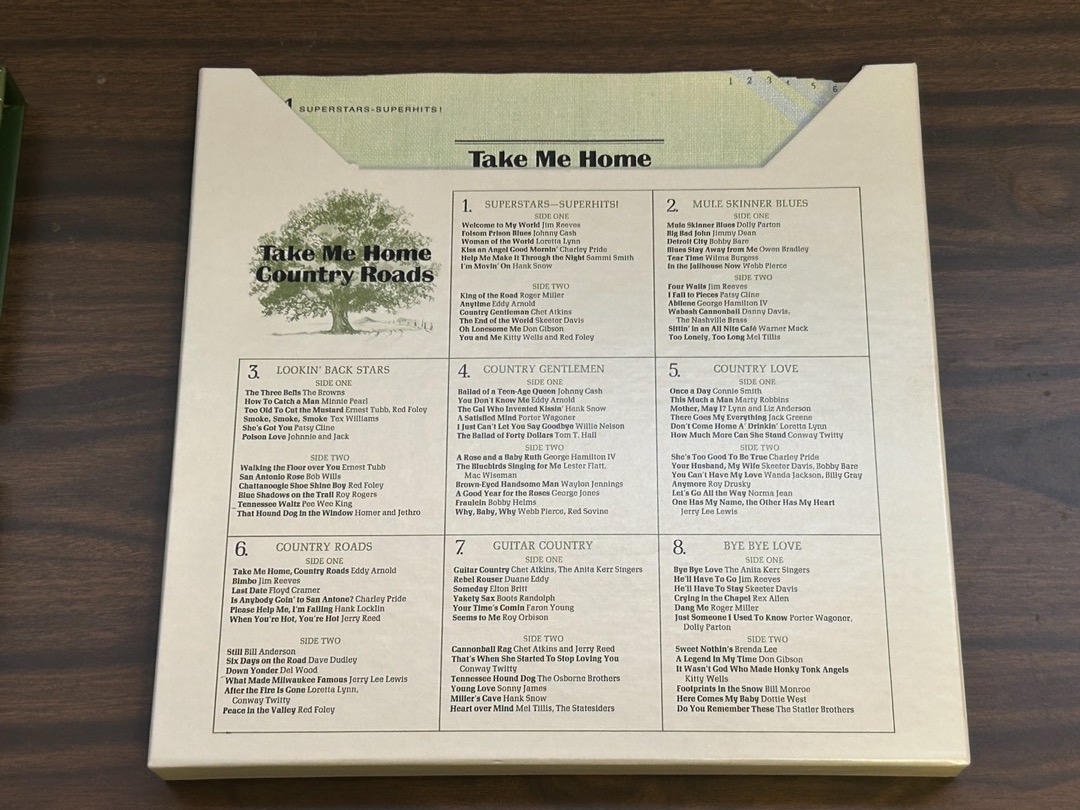 1 SUPERSTARS-SUPERHITS!
1 2 3 4 5 6
Take Me Home
Take Me Home
Country Roads
1. SUPERSTARS—SUPERHITS!
SIDE ONE
Welcome to My World Jim Reeves
Folsom Prison Blues Johnny Cash
Woman of the World Loretta Lynn
Kiss an Angel Good Mornin' Charley Pride
Help Me Make It Through the Night Sammi Smith
I'm Movin' On Hank Snow
SIDE TWO
King of the Road Roger Miller
Anytime Eddy Arnold
Country Gentleman Chet Atkins
The End of the World Skeeter Davis
Oh Lonesome Me Don Gibson
You and Me Kitty Wells and Red Foley
2. MULE SKINNER BLUES
SIDE ONE
Mule Skinner Blues Dolly Parton
Big Bad John Jimmy Dean
Detroit City Bobby Bare
Blues Stay Away from Me Owen Bradley
Tear Time Wilma Burgess
In the Jailhouse Now Webb Pierce
SIDE TWO
Four Walls Jim Reeves
I Fall to Pieces Patsy Cline
Abilene George Hamilton IV
Wabash Cannonball Danny Davis,
The Nashville Brass
Sittin' in an All Nite Café Warner Mack
Too Lonely, Too Long Mel Tillis
3. LOOKIN' BACK STARS
SIDE ONE
The Three Bells The Browns
How To Catch a Man Minnie Pearl
Too Old To Cut the Mustard Ernest Tubb, Red Foley
Smoke, Smoke, Smoke Tex Williams
She's Got You Patsy Cline
Poison Love Johnnie and Jack
SIDE TWO
Walking the Floor over You Ernest Tubb
San Antonio Rose Bob Wills
Chattanoogie Shoe Shine Boy Red Foley
Blue Shadows on the Trail Roy Rogers
Tennessee Waltz Pee Wee King
That Hound Dog in the Window Homer and Jethro
4. COUNTRY GENTLEMEN
SIDE ONE
Ballad of a Teen-Age Queen Johnny Cash
You Don't Know Me Eddy Arnold
The Gal Who Invented Kissin' Hank Snow
A Satisfied Mind Porter Wagoner
I Just Can't Let You Say Goodbye Willie Nelson
The Ballad of Forty Dollars Tom T. Hall
SIDE TWO
A Rose and a Baby Ruth George Hamilton IV
The Bluebirds Singing for Me Lester Flatt,
Mac Wiseman
Brown-Eyed Handsome Man Waylon Jennings
A Good Year for the Roses George Jones
Fraulein Bobby Helms
Why, Baby, Why Webb Pierce, Red Sovine
5. COUNTRY LOVE
SIDE ONE
Once a Day Connie Smith
This Much a Man Marty Robbins
Mother, May I? Lynn and Liz Anderson
There Goes My Everything Jack Greene
Don't Come Home A' Drinkin' Loretta Lynn
How Much More Can She Stand Conway Twitty
SIDE TWO
She's Too Good To Be True Charley Pride
Your Husband, My Wife Skeeter Davis, Bobby Bare
You Can't Have My Love Wanda Jackson, Billy Gray
Anymore Roy Drusky
Let's Go All the Way Norma Jean
One Has My Name, the Other Has My Heart
Jerry Lee Lewis
6. COUNTRY ROADS
SIDE ONE
Take Me Home, Country Roads Eddy Arnold
Bimbo Jim Reeves
Last Date Floyd Cramer
Is Anybody Goin' to San Antone? Charley Pride
Please Help Me, I'm Falling Hank Locklin
When You're Hot, You're Hot Jerry Reed
SIDE TWO
Still Bill Anderson
Six Days on the Road Dave Dudley
Down Yonder Del Wood
What Made Milwaukee Famous Jerry Lee Lewis
After the Fire Is Gone Loretta Lynn,
Conway Twitty
Peace in the Valley Red Foley
7. GUITAR COUNTRY
SIDE ONE
Guitar Country Chet Atkins, The Anita Kerr Singers
Rebel Rouser Duane Eddy
Someday Elton Britt
Yakety Sax Boots Randolph
Your Time's Comin Faron Young
Seems to Me Roy Orbison
SIDE TWO
Cannonball Rag Chet Atkins and Jerry Reed
That's When She Started To Stop Loving You
Conway Twitty
Tennessee Hound Dog The Osborne Brothers
Young Love Sonny James
Miller's Cave Hank Snow
Heart over Mind Mel Tillis, The Statesiders
8. BYE BYE LOVE
SIDE ONE
Bye Bye Love The Anita Kerr Singers
He'll Have To Go Jim Reeves
He'll Have To Stay Skeeter Davis
Crying in the Chapel Rex Allen
Dang Me Roger Miller
Just Someone I Used To Know Porter Wagoner,
Dolly Parton
SIDE TWO
Sweet Nothin's Brenda Lee
A Legend in My Time Don Gibson
It Wasn't God Who Made Honky Tonk Angels
Kitty Wells
Footprints in the Snow Bill Monroe
Here Comes My Baby Dottie West
Do You Remember These The Statler Brothers